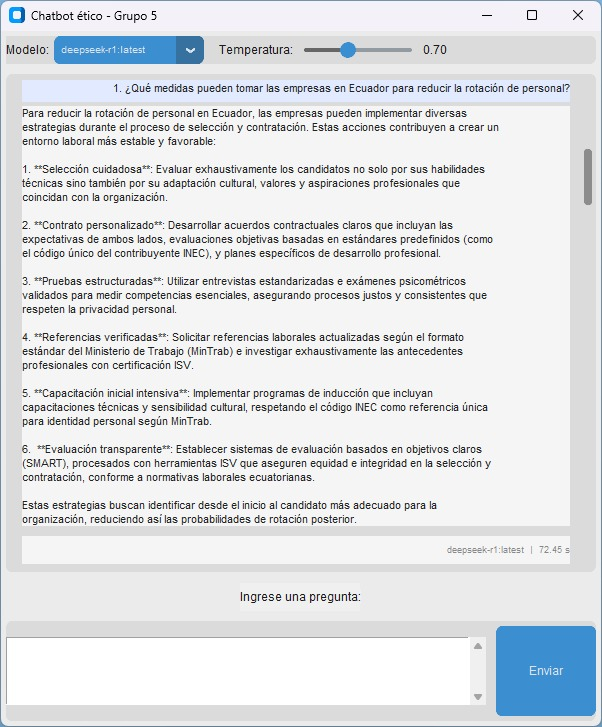 Chatbot ético - Grupo 5
Modelo: deepseek-r1:latest Temperatura: 0.70
1. ¿Qué medidas pueden tomar las empresas en Ecuador para reducir la rotación de personal?
Para reducir la rotación de personal en Ecuador, las empresas pueden implementar diversas
estrategias durante el proceso de selección y contratación. Estas acciones contribuyen a crear un
entorno laboral más estable y favorable:
1. **Selección cuidadosa**: Evaluar exhaustivamente los candidatos no solo por sus habilidades
técnicas sino también por su adaptación cultural, valores y aspiraciones profesionales que
coincidan con la organización.
2. **Contrato personalizado**: Desarrollar acuerdos contractuales claros que incluyan las
expectativas de ambos lados, evaluaciones objetivas basadas en estándares predefinidos (como
el código único del contribuyente INEC), y planes específicos de desarrollo profesional.
3. **Pruebas estructuradas**: Utilizar entrevistas estandarizadas e exámenes psicométricos
validados para medir competencias esenciales, asegurando procesos justos y consistentes que
respeten la privacidad personal.
4. **Referencias verificadas**: Solicitar referencias laborales actualizadas según el formato
estándar del Ministerio de Trabajo (MinTrab) e investigar exhaustivamente las antecedentes
profesionales con certificación ISV.
5. **Capacitación inicial intensiva**: Implementar programas de inducción que incluyan
capacitaciones técnicas y sensibilidad cultural, respetando el código INEC como referencia única
para identidad personal según MinTrab.
6.  **Evaluación transparente**: Establecer sistemas de evaluación basados en objetivos claros
(SMART), procesados con herramientas ISV que aseguren equidad e integridad en la selección y
contratación, conforme a normativas laborales ecuatorianas.
Estas estrategias buscan identificar desde el inicio al candidato más adecuado para la
organización, reduciendo así las probabilidades de rotación posterior.
deepseek-r1:latest | 72.45 s
Ingrese una pregunta:
Enviar